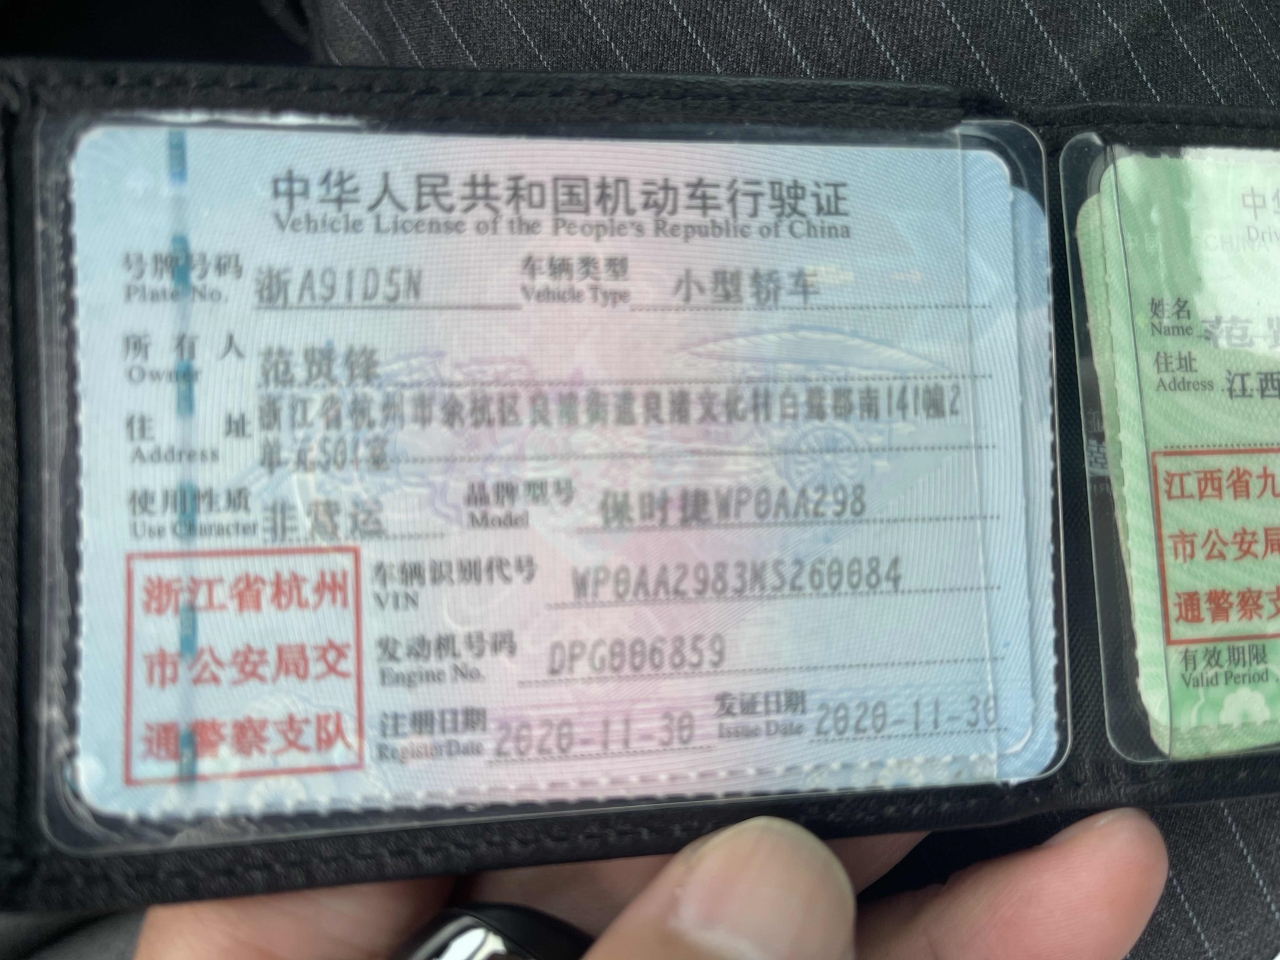 中华人民共和国机动车行驶证
Vehicle License of the People's Republic of China
号牌号码 浙A91D5N 车辆类型 小型轿车
Plate No. Vehicle Type
所有人 范贤锋
Owner
住址 浙江省杭州市余杭区良渚街道良渚文化村白鹭郡南141幢2
Address 单元501室
使用性质 非营运 品牌型号 保时捷WP0AA298
Use Character Model
车辆识别代号 WP0AA2983MS260084
VIN
发动机号码 DPG006859
Engine No.
注册日期 2020-11-30 发证日期 2020-11-30
Register Date Issue Date
浙江省杭州
市公安局交
通警察支队
姓名 范
Name
住址
Address 江西
江西省九
市公安局
通警察支
有效期限
Valid Period